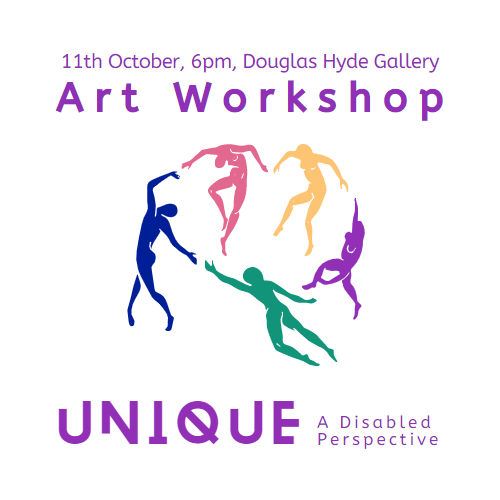 11th October, 6pm, Douglas Hyde Gallery
Art Workshop
UNIQUE
A Disabled
Perspective